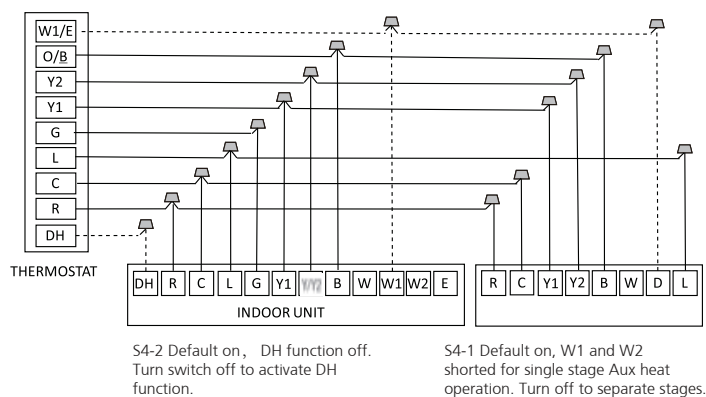 W1/E
O/B
Y2
Y1
G
L
C
R
DH
THERMOSTAT
DH R C L G Y1 Y/Y2 B W W1 W2 E
INDOOR UNIT
R C Y1 Y2 B W D L
S4-2 Default on， DH function off.
Turn switch off to activate DH
function.
S4-1 Default on, W1 and W2
shorted for single stage Aux heat
operation. Turn off to separate stages.